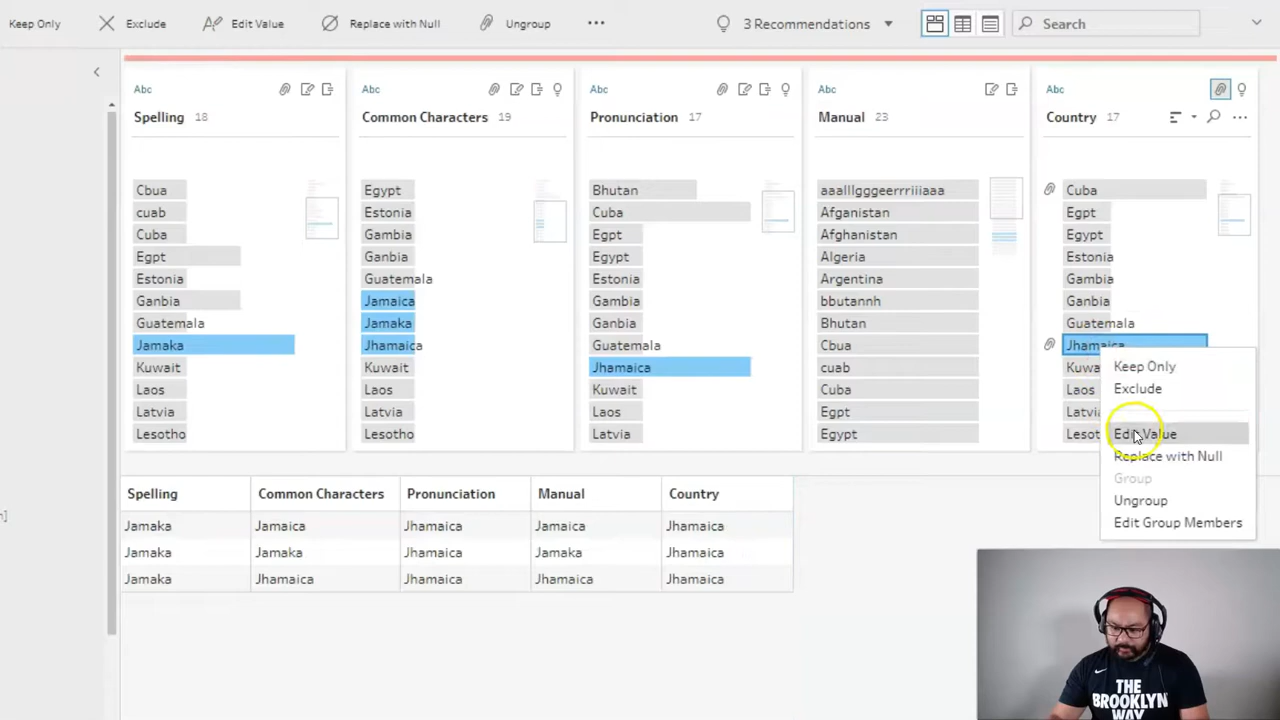 Keep Only Exclude Edit Value Replace with Null Ungroup ••• 3 Recommendations Search
Abc Abc Abc Abc Abc
Spelling 18 Common Characters 19 Pronunciation 17 Manual 23 Country 17 •••
Cbua
cuab
Cuba
Egpt
Estonia
Ganbia
Guatemala
Jamaka
Kuwait
Laos
Latvia
Lesotho
Egypt
Estonia
Gambia
Ganbia
Guatemala
Jamaica
Jamaka
Jhamaica
Kuwait
Laos
Latvia
Lesotho
Bhutan
Cuba
Egpt
Egypt
Estonia
Gambia
Ganbia
Guatemala
Jhamaica
Kuwait
Laos
Latvia
aaalllgggeerrriiiaaa
Afganistan
Afghanistan
Algeria
Argentina
bbutannh
Bhutan
Cbua
cuab
Cuba
Egpt
Egypt
Cuba
Egpt
Egypt
Estonia
Gambia
Ganbia
Guatemala
Jhamaica
Kuwa
Laos
Latvi
Lesot
Keep Only
Exclude
Edit Value
Replace with Null
Group
Ungroup
Edit Group Members
Spelling Common Characters Pronunciation Manual Country
Jamaka Jamaica Jhamaica Jamaica Jhamaica
Jamaka Jamaka Jhamaica Jamaka Jhamaica
Jamaka Jhamaica Jhamaica Jhamaica Jhamaica
n]
THE
BROOKLYN
WAY